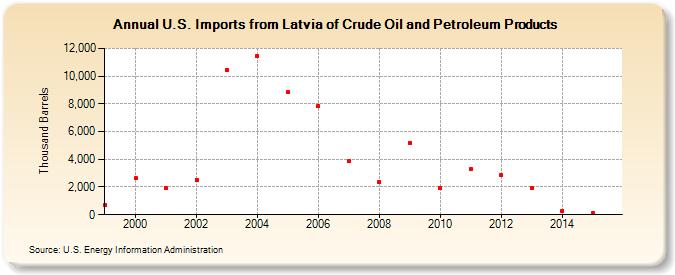 Annual U.S. Imports from Latvia of Crude Oil and Petroleum Products
Thousand Barrels
12,000
10,000
8,000
6,000
4,000
2,000
0
2000 2002 2004 2006 2008 2010 2012 2014
Source: U.S. Energy Information Administration